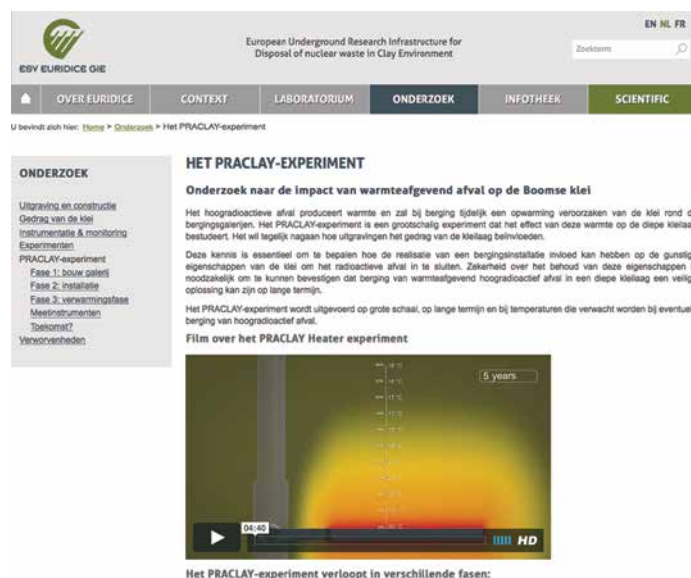 EN NL FR
ESV EURIDICE GIE
European Underground Research Infrastructure for
Disposal of nuclear waste in Clay Environment
Zoekterm
OVER EURIDICE CONTEXT LABORATORIUM ONDERZOEK INFOTHEEK SCIENTIFIC
U bevindt zich hier: Home > Onderzoek > Het PRACLAY-experiment
ONDERZOEK
Uitgraving en constructie
Gedrag van de klei
Instrumentatie & monitoring
Experimenten
PRACLAY-experiment
Fase 1: bouw galerij
Fase 2: installatie
Fase 3: verwarmingsfase
Meetinstrumenten
Toekomst?
Verworvenheden
HET PRACLAY-EXPERIMENT
Onderzoek naar de impact van warmteafgevend afval op de Boomse klei
Het hoogradioactieve afval produceert warmte en zal bij berging tijdelijk een opwarming veroorzaken van de klei rond d
bergingsgalerijen. Het PRACLAY-experiment is een grootschalig experiment dat het effect van deze warmte op de diepe kleilaa
bestudeert. Het wil tegelijk nagaan hoe uitgravingen het gedrag van de kleilaag beïnvloeden.
Deze kennis is essentieel om te bepalen hoe de realisatie van een bergingsinstallatie invloed kan hebben op de gunstig
eigenschappen van de klei om het radioactieve afval in te sluiten. Zekerheid over het behoud van deze eigenschappen
noodzakelijk om te kunnen bevestigen dat berging van warmteafgevend hoogradioactief afval in een diepe kleilaag een veilig
oplossing kan zijn op lange termijn.
Het PRACLAY-experiment wordt uitgevoerd op grote schaal, op lange termijn en bij temperaturen die verwacht worden bij eventuel
berging van hoogradioactief afval.
Film over het PRACLAY Heater experiment
5 years
04:40
HD
Het PRACLAY-experiment verloopt in verschillende fasen: